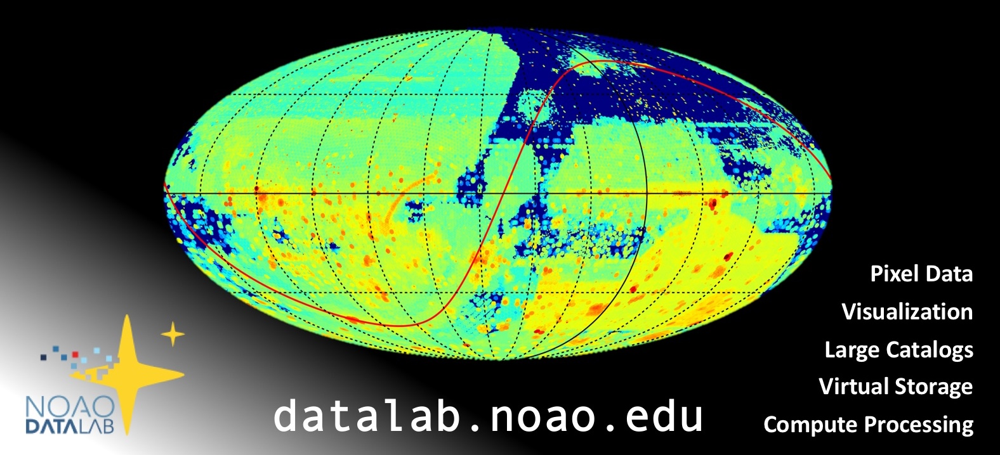 Pixel Data
Visualization
Large Catalogs
Virtual Storage
Compute Processing
NOAO
DATALAB
datalab.noao.edu